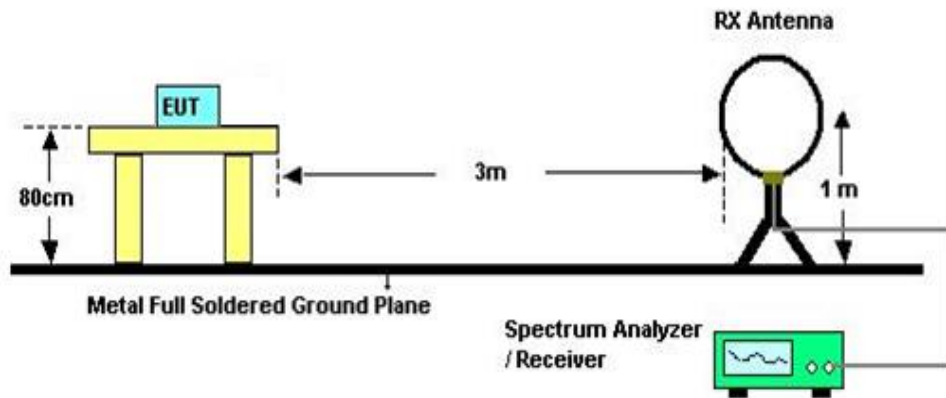 RX Antenna
EUT
3m
80cm
1 m
Metal Full Soldered Ground Plane
Spectrum Analyzer
/ Receiver